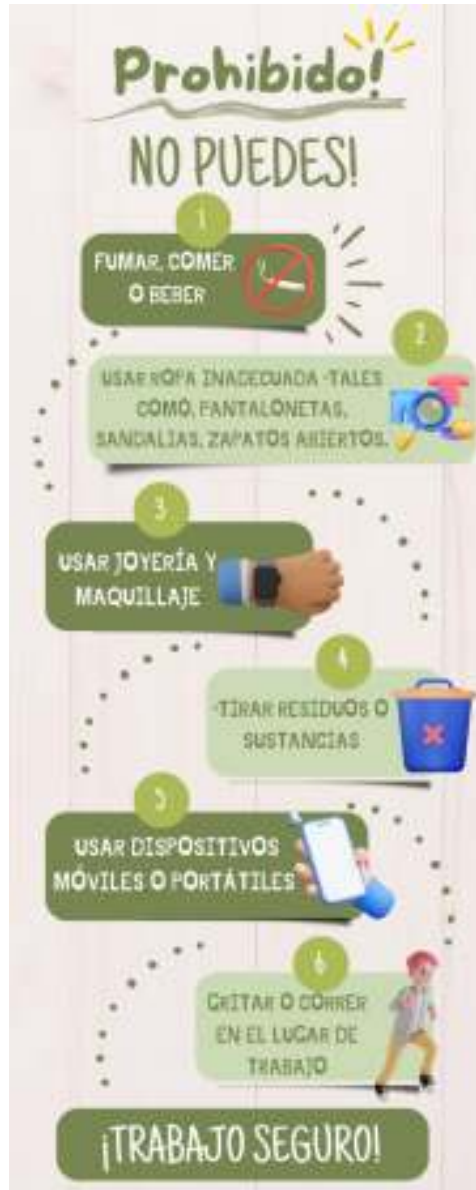 Prohibido!
NO PUEDES!
1
FUMAR, COMER
O BEBER
2
USAR ROPA INADECUADA -TALES
COMO, PANTALONETAS,
SANDALIAS, ZAPATOS ABIERTOS.
3
USAR JOYERÍA Y
MAQUILLAJE
4
-TIRAR RESIDUOS O
SUSTANCIAS
5
USAR DISPOSITIVOS
MÓVILES O PORTÁTILES
6
GRITAR O CORRER
EN EL LUGAR DE
TRABAJO
¡TRABAJO SEGURO!